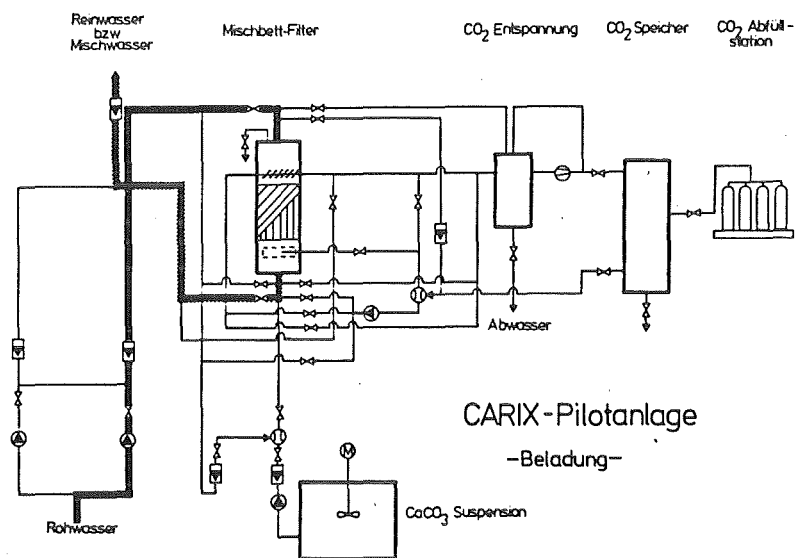 Reinwasser
bzw
Mischwasser
Mischbett-Filter
CO₂ Entspannung
CO₂ Speicher
CO₂ Abfüll-
station
Abwasser
CARIX-Pilotanlage
-Beladung-
M
CaCO₃ Suspension
Rohwasser